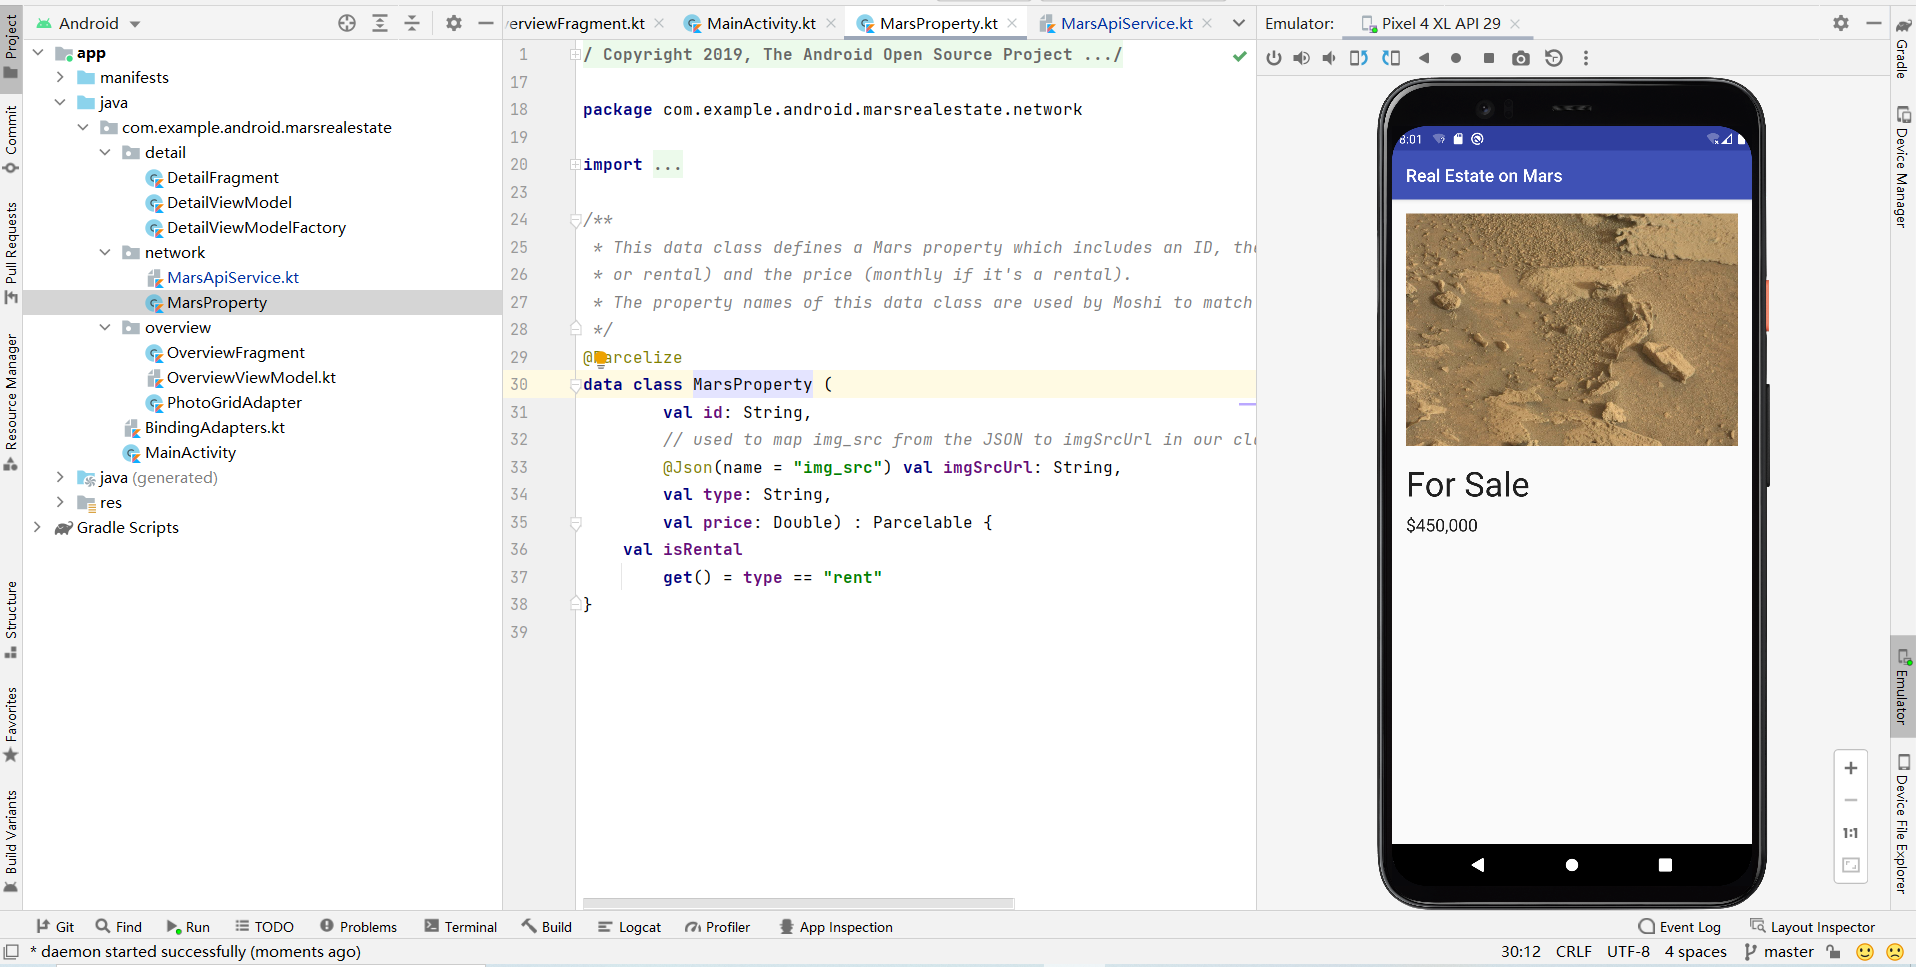 Android
app
manifests
java
com.example.android.marsrealestate
detail
DetailFragment
DetailViewModel
DetailViewModelFactory
network
MarsApiService.kt
MarsProperty
overview
OverviewFragment
OverviewViewModel.kt
PhotoGridAdapter
BindingAdapters.kt
MainActivity
java (generated)
res
Gradle Scripts
Project
Commit
Pull Requests
Resource Manager
Structure
Favorites
Build Variants
verviewFragment.kt
MainActivity.kt
MarsProperty.kt
MarsApiService.kt
1 / Copyright 2019, The Android Open Source Project .../
17
18 package com.example.android.marsrealestate.network
19
20 import ...
23
24 /**
25 * This data class defines a Mars property which includes an ID, the
26 * or rental) and the price (monthly if it's a rental).
27 * The property names of this data class are used by Moshi to match
28 */
29 @Parcelize
30 data class MarsProperty (
31 val id: String,
32 // used to map img_src from the JSON to imgSrcUrl in our cla
33 @Json(name = "img_src") val imgSrcUrl: String,
34 val type: String,
35 val price: Double) : Parcelable {
36 val isRental
37 get() = type == "rent"
38 }
39
Emulator: Pixel 4 XL API 29
8:01
Real Estate on Mars
For Sale
$450,000
1:1
Gradle
Device Manager
Emulator
Device File Explorer
Git Find Run TODO Problems Terminal Build Logcat Profiler App Inspection Event Log Layout Inspector
* daemon started successfully (moments ago) 30:12 CRLF UTF-8 4 spaces master